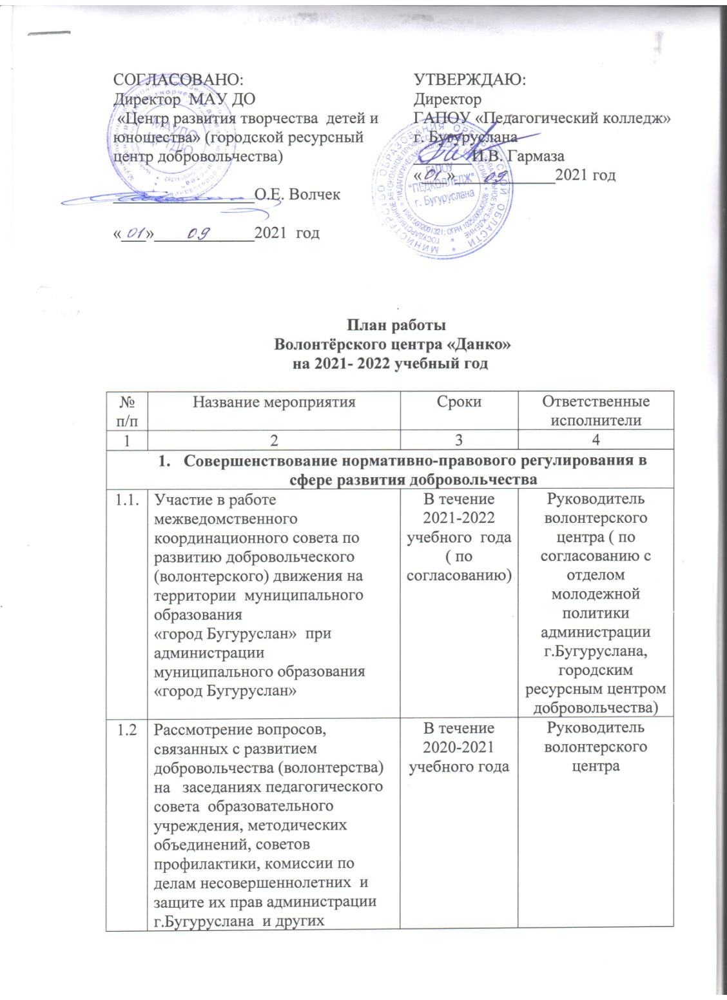 СОГЛАСОВАНО:
Директор МАУ ДО
«Центр развития творчества детей и
юношества» (городской ресурсный
центр добровольчества)
О.Е. Волчек
«01» 09 2021 год
УТВЕРЖДАЮ:
Директор
ГАПОУ «Педагогический колледж»
г. Бугуруслана
И.В. Гармаза
«01» 09 2021 год
МАУДО
ЦРТДЮ
МИНИСТЕРСТВО ОБРАЗОВАНИЯ ОРЕНБУРГСКОЙ ОБЛАСТИ
ГАПОУ
"ПЕДКОЛЛЕДЖ"
г. Бугуруслана
План работы
Волонтёрского центра «Данко»
на 2021- 2022 учебный год
№
п/п
Название мероприятия
Сроки
Ответственные
исполнители
1
2
3
4
1. Совершенствование нормативно-правового регулирования в
сфере развития добровольчества
1.1.
Участие в работе
межведомственного
координационного совета по
развитию добровольческого
(волонтерского) движения на
территории муниципального
образования
«город Бугуруслан» при
администрации
муниципального образования
«город Бугуруслан»
В течение
2021-2022
учебного года
( по
согласованию)
Руководитель
волонтерского
центра ( по
согласованию с
отделом
молодежной
политики
администрации
г.Бугуруслана,
городским
ресурсным центром
добровольчества)
1.2
Рассмотрение вопросов,
связанных с развитием
добровольчества (волонтерства)
на заседаниях педагогического
совета образовательного
учреждения, методических
объединений, советов
профилактики, комиссии по
делам несовершеннолетних и
защите их прав администрации
г.Бугуруслана и других
В течение
2020-2021
учебного года
Руководитель
волонтерского
центра